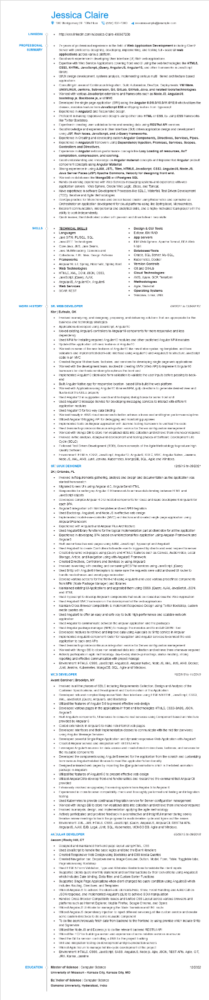 Jessica Claire
100 Montgomery St. 10th Floor (555) 432-1000 resumesample@example.com
LINKEDIN
http://www.linkedin.com/in/Jessica-Claire-43363725b
PROFESSIONAL
SUMMARY
7+ years of professional experience in the field of Web Application Development including Client/
Server with proficiency designing, developing, implementing, and testing full - scale UI web
applications across various platform.
Good work experience in developing User Interface (UI) Rich web applications.
Expertise with Web Service Applications covering front end/UI using the web technologies like HTML5,
CSS3, XHTML, JavaScript, jQuery, AngularJS, Angular10, and other frameworks in JavaScript
library.
UI/UX design development, systems analysis, implementing various multi - tiered architecture based
applications
Consulting in areas of Continuous Integration, Build Automation, DevOps, Deployments, VM Ware,
UNIX/LINUX, Jenkins, Subversion, Git, GitLab, GitHub, Java, and related tools/technologies.
Worked with various JavaScript extensions and frameworks such as Node.JS, AngularJS,
bootstrap js, Backbone js, and MVC.
Developed the single page application (SPA) using the Angular 8.0/9.0/10.0/11.0/12.0 which utilizes the
classes, modules feature from JavaScript ES6 and typing feature from Typescript
Experience in Angular2 and Responsive design.
Proficient in making responsive web designs using either only HTML or CSS, by using CSS frameworks
like Twitter Bootstrap.
Expertise in creating user validation forms and sending data using RESTful API services
Good knowledge and experience in User Interface (GUI) driven application design and development
using JSF, Rich faces, JavaScript, and J-Query frameworks.
Experience in Creating and developing custom Angular Components, Directives, Services, Pipes.
Experience in AngularJS framework using Dependency Injection, Promises, Services, Scopes,
Controllers and Directives.
Experience in Angular network performance concepts like Lazy Loading of resources, AoT
compilation, compression, and caching.
Good understanding and knowledge on Angular material concepts and implemented Angular prebuilt
component concepts using Angular Material.
Strong experience in using AJAX, JSTL, Tiles, HTML5, JavaScript, CSS3, AngularJS, Node.JS,
Java Server Faces (JSF) Apache Commons, Velocity for designing front end.
Worked on databases like MongoDB and Postgres SQL
Hands on working experience with Web Services messaging systems and experience with web
application servers - Web Sphere, Oracle Web Logic, JBoss, and Tomcat.
Have experience in software Development Processes like SDLC, Waterfall, Test Driven Development
(TDD), Iterative and Agile Methodologies.
DevOps practice for Micro Service and docker based cluster using Kubernetes and spinnaker as
Orchestration on application development for cloud platforms using like Spring boot, Microservices.
Excellent communication, interpersonal and analytical skills, and a highly motivated team player with the
ability to work independently.
Quick learner, Hard dedicated worker with passion and drive to learn new skills
SKILLS
TECHNICAL SKILLS
Languages
Java 5/7/8, PL/SQL, SQL
Java/J2EE Technologies
Core Java, JMS, Java Beans,
Java Multithreading, Generics and
Collections, EJB, Tiles, Design Patterns
Frameworks
Angular10, Lit, Spring, Hibernate, Spring Boot
Web Technologies
HTML5, XML, DOM, JSON, CSS3,
JavaScript, jQuery, AJAX,
AngularJS, Angular10+, Angular6
Web Services
SOAP, REST
Design & GUI Tools
Eclipse, IBM RAD
App servers
IBM Web Sphere, Apache Tomcat, BEA Web
Logic
Databases/Tools
Oracle, SQL Server, My-SQL,
Kubernetes, Docker
Version Controls
Git and GitHub
Cloud Technologies:
AWS, Azure, GCP, Terraform
Methodologies
Agile, Waterfall
Operating Systems
Windows, Linux, UNIX
WORK HISTORY
SR. WEB DEVELOPER 09/2021 to CURRENT
Kbr | Eufaula, OK
Involved in analyzing, and designing, proposing, and delivering solutions that are appropriate for the
business and technology strategies
Applications developed using JavaScript, Angular10
Moved existing Angular6 controllers to Angular10 components for more responsive and less
dependency
Used NPM for installing required Angular10 modules and other published Angular NPM modules
Updated the application with new features of Angular10
Worked on some of the new features of Angular10 like new if else syntax, ng-templates, and form
validators and implemented client-side interface using Angular10 and AngularJS to structure JavaScript
code in an MVC
Created Angular10 directives, factories, and services for developing single page web applications
Worked with the development team, involved in creating MVW (Web API) to implement Angular10
framework for client-side rendering to optimize the front end
Implemented Angular10 client-side form validation to validate the user inputs before passing to back-
end
Built Angular Native app for responsive location- based UI to build the web platform
Worked with Application using Angular10 libraries NPM, gulp directions to generate desired view and
flux to root the URLs properly
Used Angular10 in suggestive search and to display dialog boxes for some front end
Used Angular10 Message Service for developing messaging services to interact with different
application modules
Used Angular10 for two way data binding
Worked heavily in AWS cloud resources to better achieve a lower cost and higher performance/uptime
Utilized Angular10 logging API for debugging and monitoring purposes
Implemented tests on Angular application with Jasmine testing framework to unit test the code
Used Jenkins to provide continuous integration service for Server configuration management
Worked with Mongo DB to store non-relational data into collection and retrieve them whenever required
Involved in the analysis, design and development and testing phases of Software Development Life
Cycle (SDLC)
Followed Test Driven Development (TDD), Scrum concepts of the Agile Methodology to produce high
Quality Software
Environment: HTML5, CSS3, JavaScript, Angular10, Angular8, SDLC, MVC, Angular Native, Jasmine,
NodeJS, XML, AWS, Junit, Jenkins, Kubernetes, MongoDB, SQL, Agile and Windows.
SR. UI/UX DESIGNER 12/2019 to 08/2021
2K | Orlando, FL
Involved in Requirements gathering, analysis and design and documentation as the application was
started from scratch
Migrated to new UIs using Angular 4.0, Angular8and HTML
Responsible for setting up Angular 4.0 framework to achieve data binding between HTML and
JavaScript objects
Developed complex Angular 4.0 UI nested components for reuse and rapid development Angular8 for
each SPA
Angular8 integration with html templates and rest API Integration
Used Bootstrap, Angular8, and Node JS in effective web design
Implemented model-view-controller (MVC) architecture and created single page application using
Angular8Framework
Experience with Angular8 and Angular Flux Architecture
Used Angular8library functions for the logical implementation part at client side for all the application
Experience in developing SPA based on unidirectional flow application using Angular-Framework and
Angular8
Built user-interactive web pages using AJAX, JavaScript, Typescript and Angular8
Used Angular8 to create Controllers to handle events triggered by clients and send request to server
Created dynamic web pages using jQuery and HTML5 features such as Canvas, Audio/Video, Local
Storage, Article, and Navigation using with Angular8 Framework
Created Directives, Controllers and Services by using Angular8
Involved in working with creating and consuming RESTful services using JavaScript, jQuery
Used $http with Angular8 interceptors to make sure the requests were valid and used UI router to
handle nested views and avoid page redirection
Develop various screens for the front-end using Angular8 and used various predefined components
from NPM (Node Package Manager) and libraries
Maintained existing UI Applications and upgraded them using CSS3, jQuery, AJAX, JavaScript, JSON,
and HTML
Used Typescript to develop Angular8 components that could be reused across the Web Application
Used Angular8 MVC Framework in the development of the web applications
Maintain Cross Browser compatibility & implement Responsive Design using Twitter Bootstrap, custom
media queries etc
Used Angular8 to offer an easy and safe way to build high performance and scalable network
application
Used Angular to communicate between the angular application and the packages
Used Angular package manager (NPM) to manage the modules and to install GRUNT tool
Developed modules to retrieve and improve data using Ajax calls by $http service in Angular
Implemented Angular8 component router for navigation and Angular services to connect the web
application to back end APIs
Used Jenkins to provide continuous integration service for Server configuration management
Worked with Mongo DB to store non relational data into collection and retrieve them whenever required
Actively participate in agile methodology, day-to-day stand-up meetings, status meeting, strong
reporting and effective communication with project manager
Environment: HTML5, CSS3, JavaScript, AngularJS, Angular Native, NodeJS, XML, JMS, AWS, Docker,
Junit, Jenkins, Kubernetes, MongoDB, SQL, Agile and Windows.
WEB DEVELOPER 10/2018 to 11/2019
Avant Gardner | Brooklyn, NY
Involved in all the phases of SDLC including Requirements Collection, Design and Analysis of the
Customer Specifications, and Development and Customization of the Application
Developed rich and complex Responsive Web User Interface using HTML5/XHTML, JavaScript, CSS3,
XML, JavaScript, jQuery, Angular5, and Bootstrap
Utilized the features of Angular 5.0 to present effective web design
Developed various pages in the applications in front end technologies HTML5, CSS3-SASS, JSON,
Angular5
Built Angular5 components, UI services to consume rest services using Component based architecture
provided by Angular 6
Coded extensively in Angular5 to make rich internet web pages
Developed Interfaces and their Implementation classes to communicate with the mid tier (services)
using Angular Message Services
Developed powerful Single Page Application and dynamic responsive Web Application with Angular5
Created Angular service and integration with RESTful APIs
Leveraged Angular5 sources for data access and created custom directives, factories, and services for
the reusable components
Developed the components using Angular5 needed for the application from the scratch and customizing
from various Angular5related libraries to meet the application's functionality
Designed animated web pages by importing the @angular/animations which is the latest animation
package in Angular5
Utilized the features of Angular6.0 to present effective web design
Utilized AngularCli to develop front-end functionalities and researched the command that AngularCli
provided
Extensively involved in upgrading the existing system from Angular 5 to Angular 6
Experienced in cross browser compatibility check and thoroughly performed unit testing and integration
testing
Used Kubernetes to provide continuous integration service for Server configuration management
Worked with Mongo DB to store non-relational data into collection and retrieve them whenever required
Involved in analysis, design, and implementation applying the agile methodology
Actively participated and provided feedback in a constructive and insightful manner during weekly
Iterative review meetings to track the progress for each iterative cycle and figure out the issues
Environment: XML, JMS, HTML5, CSS3, JavaScript, jQuery, AngularJS, AngularCli, RESTful APIs,
AngularJS, AJAX, EJB, Log4, JUnit, SQL, Kubernetes, MONGO DB, Agile and Windows.
ANGULAR DEVELOPER 05/2015 to 09/2018
Aecom | Rocky Hill, CT
Designed and maintained front-end page layout using HTML, CSS
Used JavaScript to handle the basic logics and bind the Event Handlers
Created Responsive Web Design using Bootstrap and CSS Media Queries
Created Navigation bar, Dropdown menu, Image Carousel, Button, Modal, Form, Table, Toggleable tabs,
Pagination using Bootstrap
Used HTML5 Form Validation, Type and Attributes Restrictions to validate the client inputs
Supported clients query monthly statement and sort transactions by their own criteria using AngularJS
which includes Date binding, Data filter, and Custom Sorter Functions
Supported Single Page Applications when client changed his query condition using AngularJS which
includes Routing, Directives, and Templates
Utilized AngularJS to achieve the client-side elements Hide, Show, Event Handling and AJAX Call on
JSON response, and implemented Angular's jqLite to achieve DOM manipulation
Handled Cross Browser Compatibility issues and Unified CSS Layout across various browsers and
platforms such as Internet Explorer, Mozilla Firefox, Google Chrome, and Opera
Utilized AngularJS UI-Route for managing the State Transition and URL route
Utilized AngularJS dependency injection to inject different services just like custom service and create
some custom directives to do some reusable component
To do the asynchronously fetch data from backend to the frontend by using promise which include $http
and $q service
Utilized the Node.JS and Express.js to do the relevant backend RESTful API
Utilized the EC2 for building a server and experience of some relative services in amazon
Used the Git for version controlling a JIRA for the project tracking
Unit and Integration testing on development and pre-production servers
Utilized Agile Scrum to manage full life-cycle development of the project
Environment: HTML5, CSS3, JavaScript, SASS, AngularJS, Node.js, Ajax, JSON, REST APIs, Agile, GIT,
JIRA, Karma, Jasmine
EDUCATION
Master of Science | Computer Science 12/2022
University of Missouri - Kansas City, Kansas City, MO
Bachelor of Science | Computer Science
Osmania University, Hyderabad, India